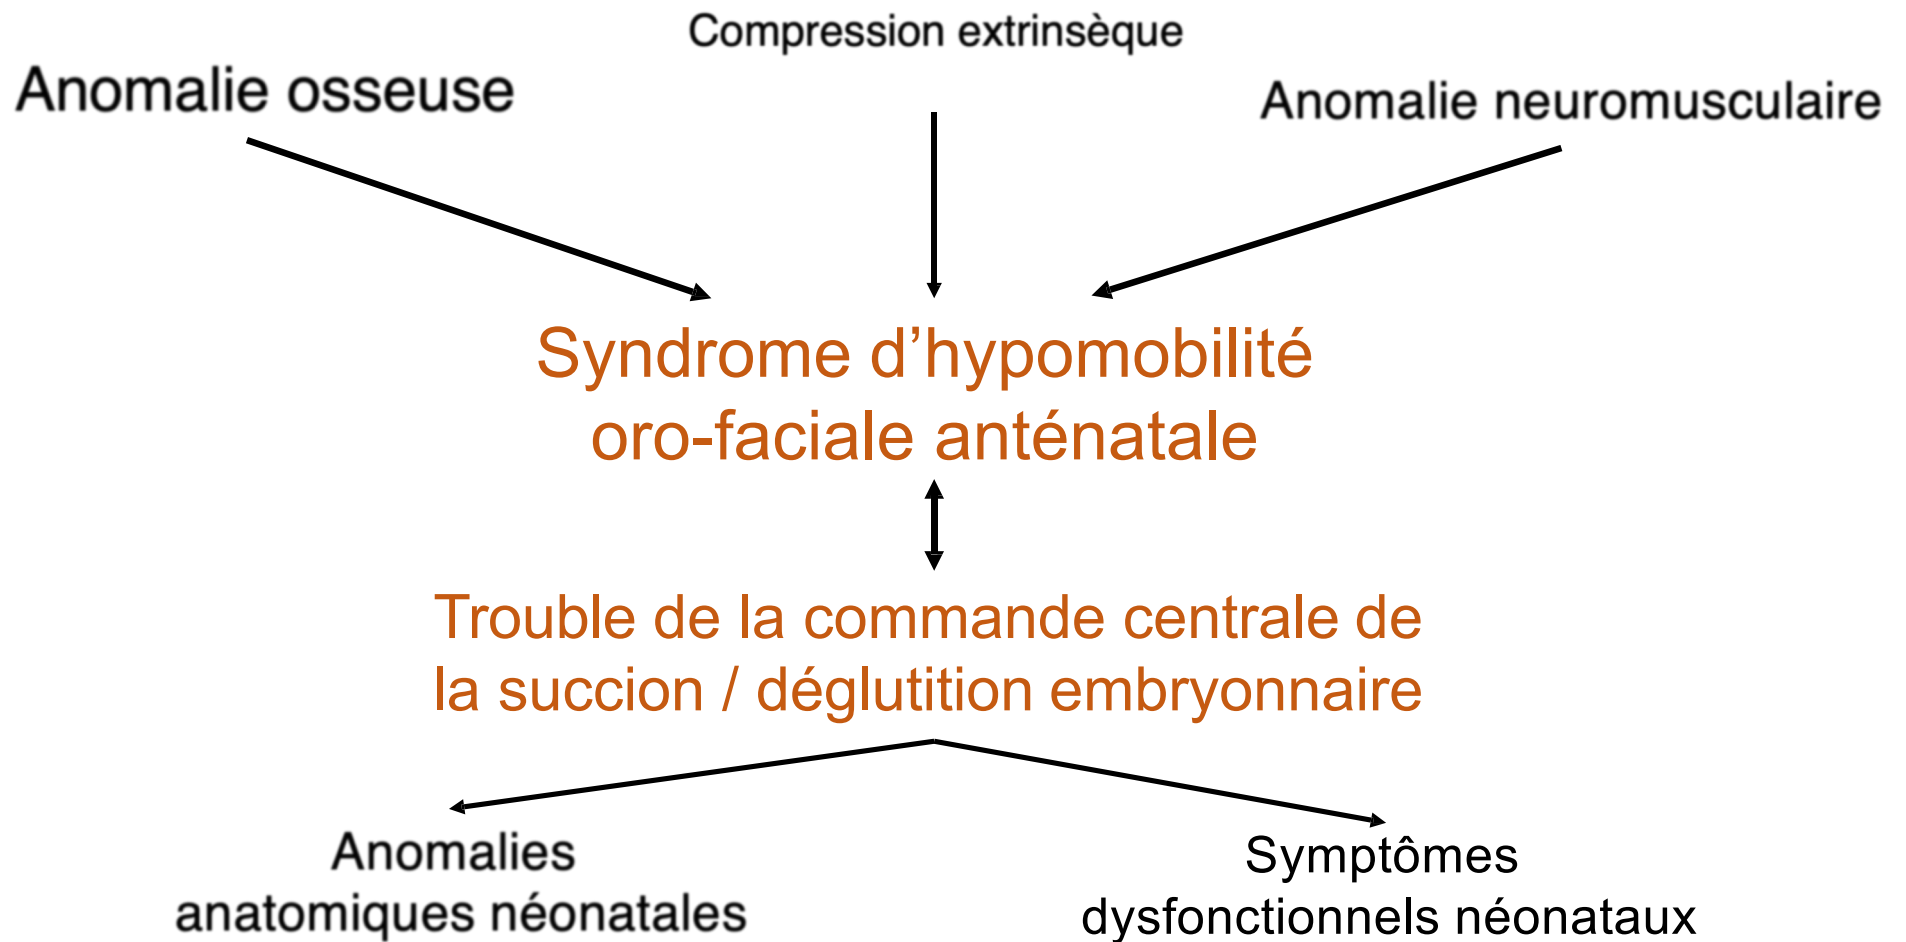 Compression extrinsèque
Anomalie osseuse
Anomalie neuromusculaire
Syndrome d’hypomobilité
oro-faciale anténatale
Trouble de la commande centrale de
la succion / déglutition embryonnaire
Anomalies
anatomiques néonatales
Symptômes
dysfonctionnels néonataux